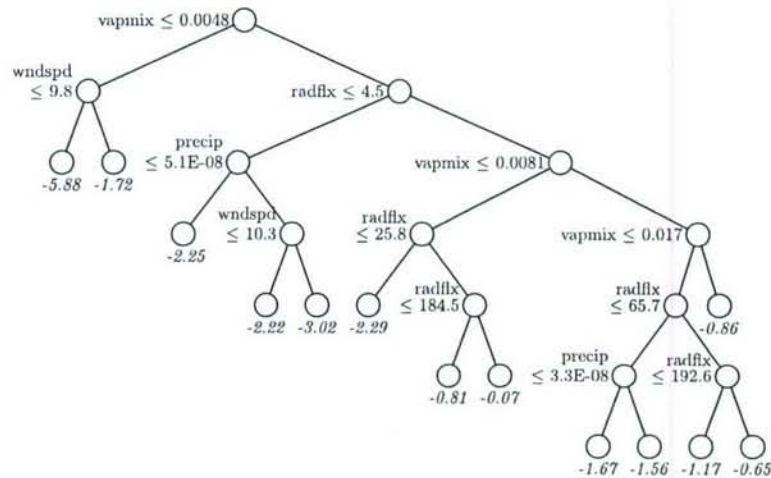 vapmix ≤ 0.0048
wndspd
≤ 9.8
radflx ≤ 4.5
precip
≤ 5.1E-08
vapmix ≤ 0.0081
-5.88
-1.72
wndspd
≤ 10.3
radflx
≤ 25.8
vapmix ≤ 0.017
-2.25
radflx
≤ 184.5
radflx
≤ 65.7
-2.22
-3.02
-2.29
-0.86
precip
≤ 3.3E-08
radflx
≤ 192.6
-0.81
-0.07
-1.67
-1.56
-1.17
-0.65